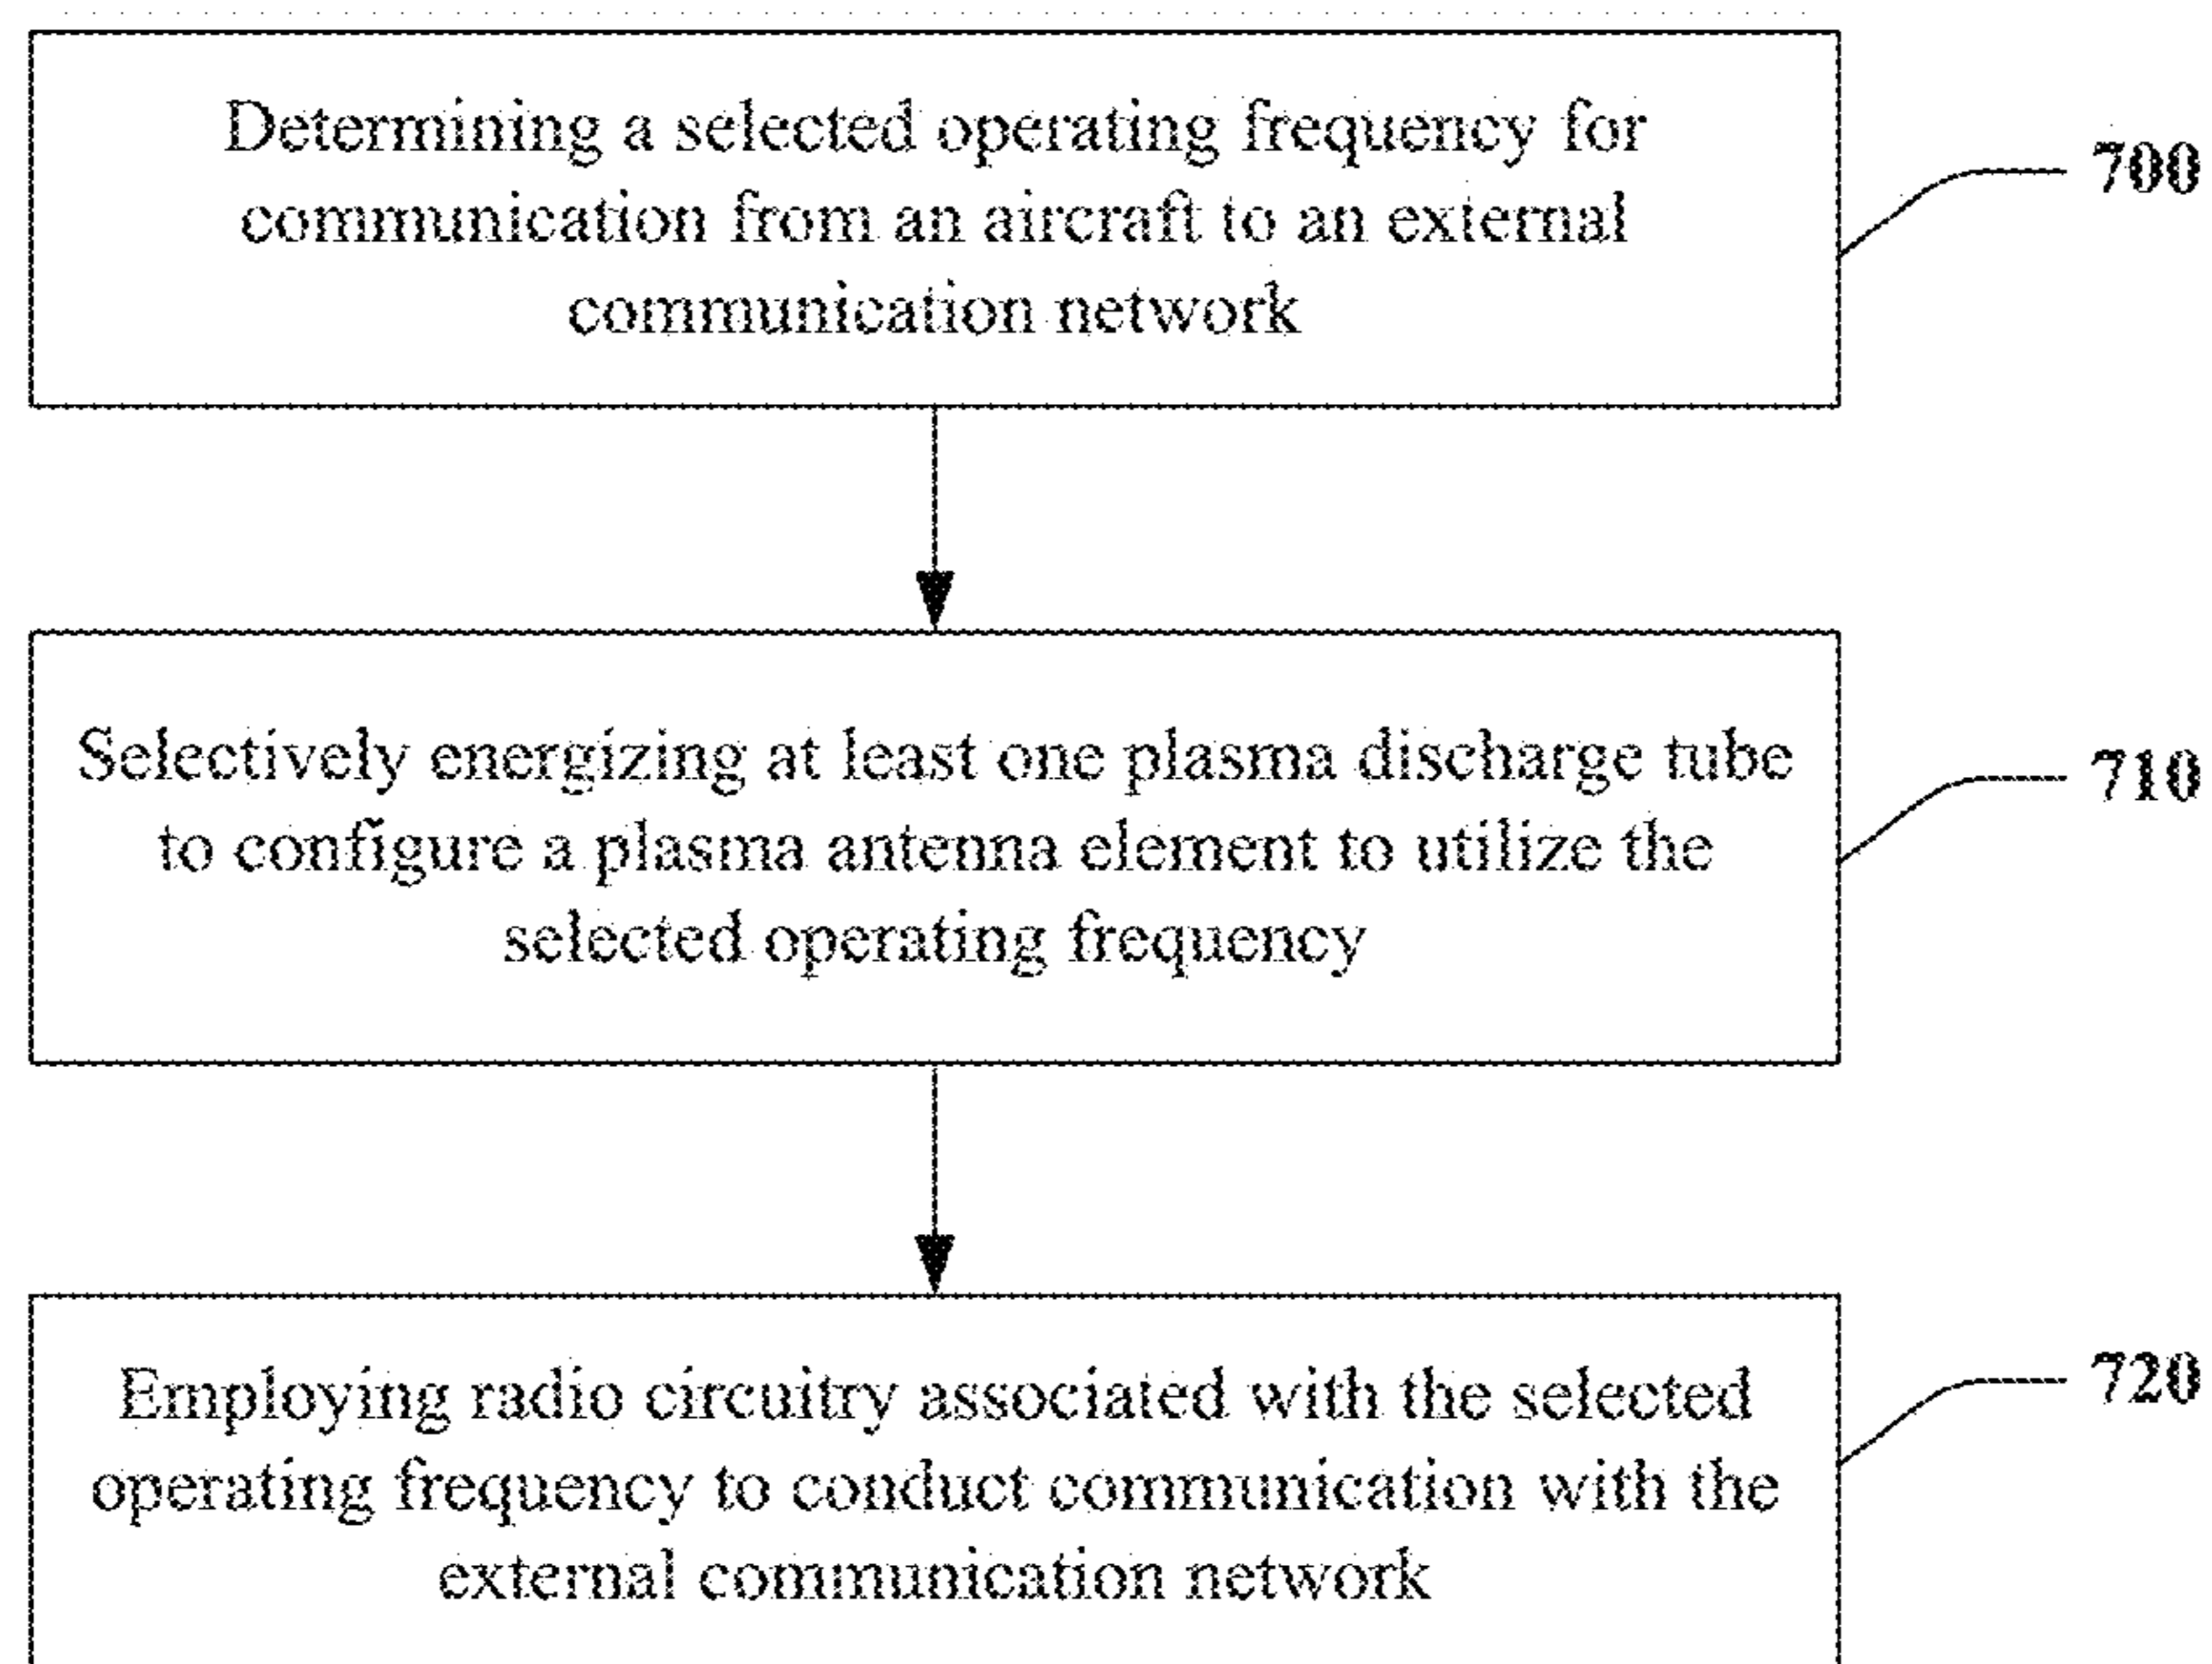 Determining a selected operating frequency for
communication from an aircraft to an external
communication network
700
Selectively energizing at least one plasma discharge tube
to configure a plasma antenna element to utilize the
selected operating frequency
710
Employing radio circuitry associated with the selected
operating frequency to conduct communication with the
external communication network
720